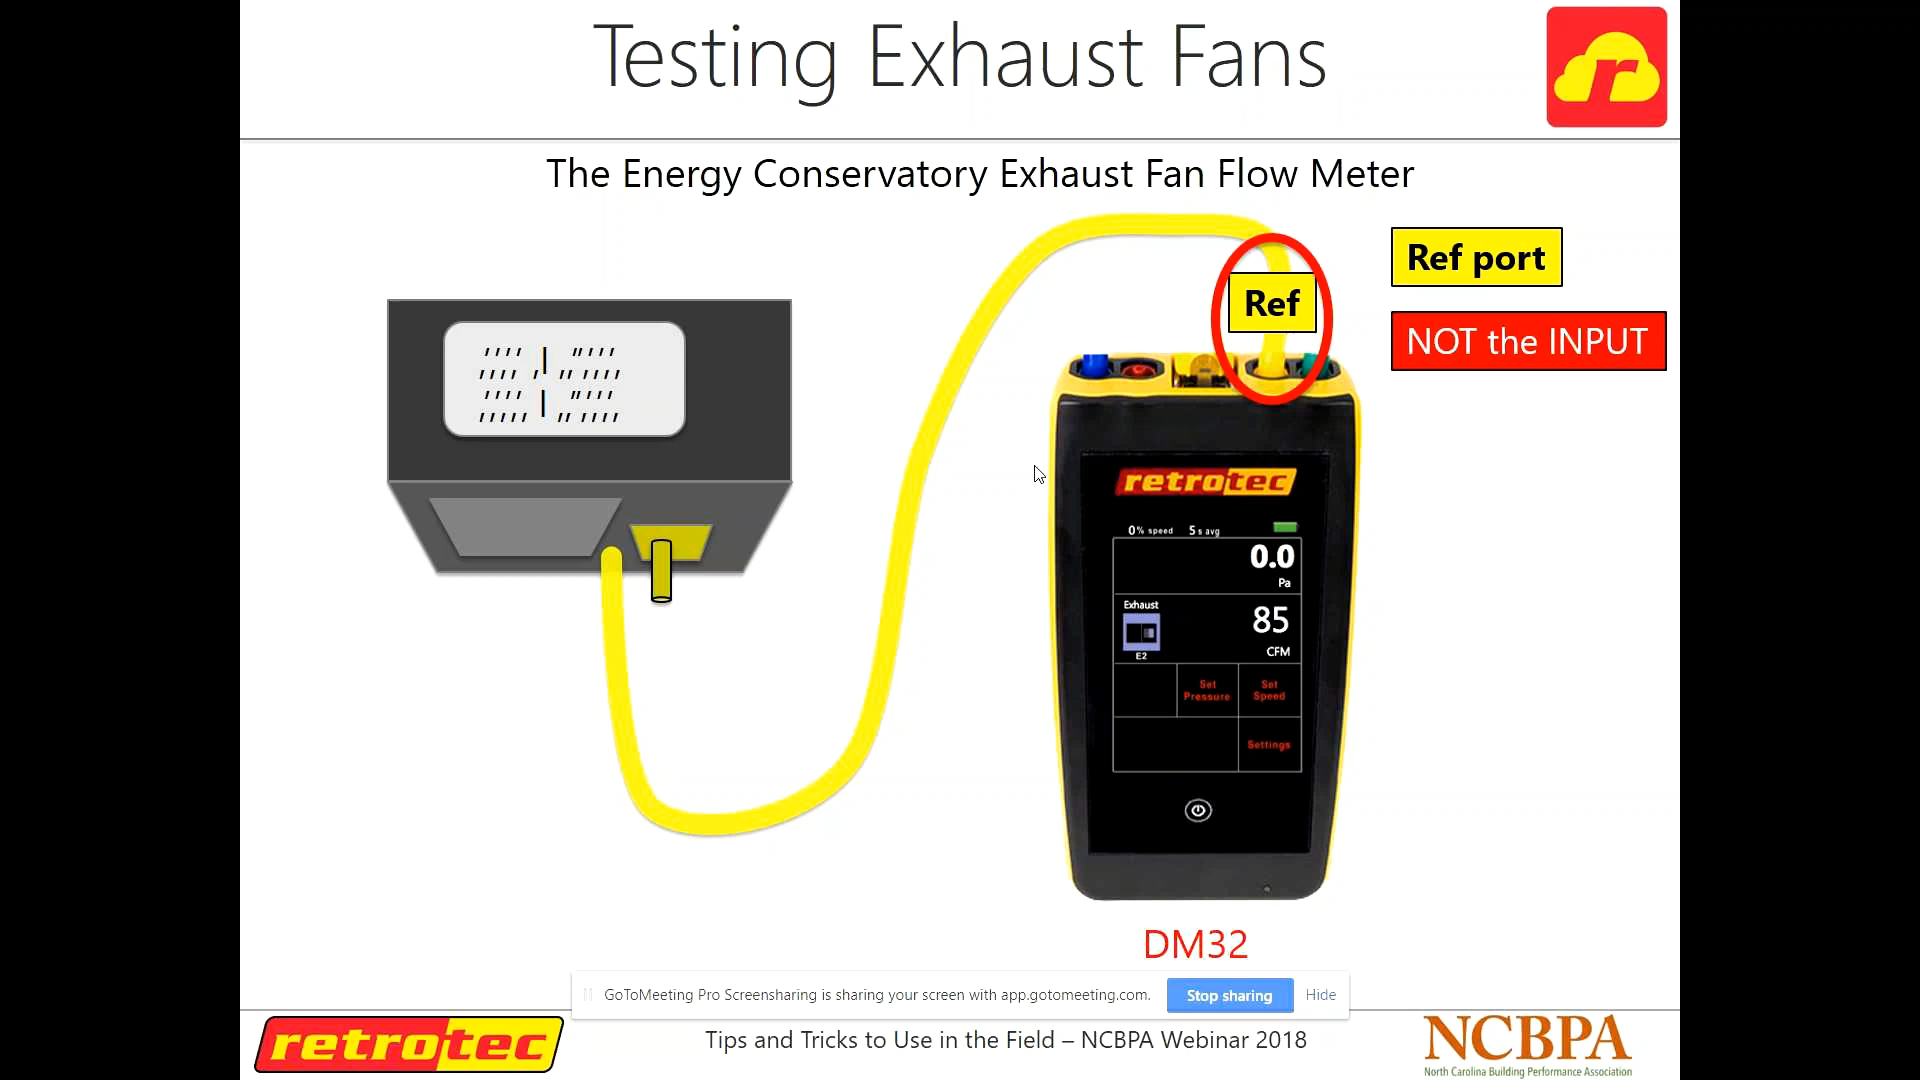 Testing Exhaust Fans
r
The Energy Conservatory Exhaust Fan Flow Meter
Ref port
Ref
NOT the INPUT
retrotec
0% speed 5 s avg
0.0
Pa
Exhaust
85
CFM
E2
Set Pressure
Set Speed
Settings
DM32
GoToMeeting Pro Screensharing is sharing your screen with app.gotomeeting.com.
Stop sharing
Hide
retrotec
Tips and Tricks to Use in the Field – NCBPA Webinar 2018
NCBPA
North Carolina Building Performance Association